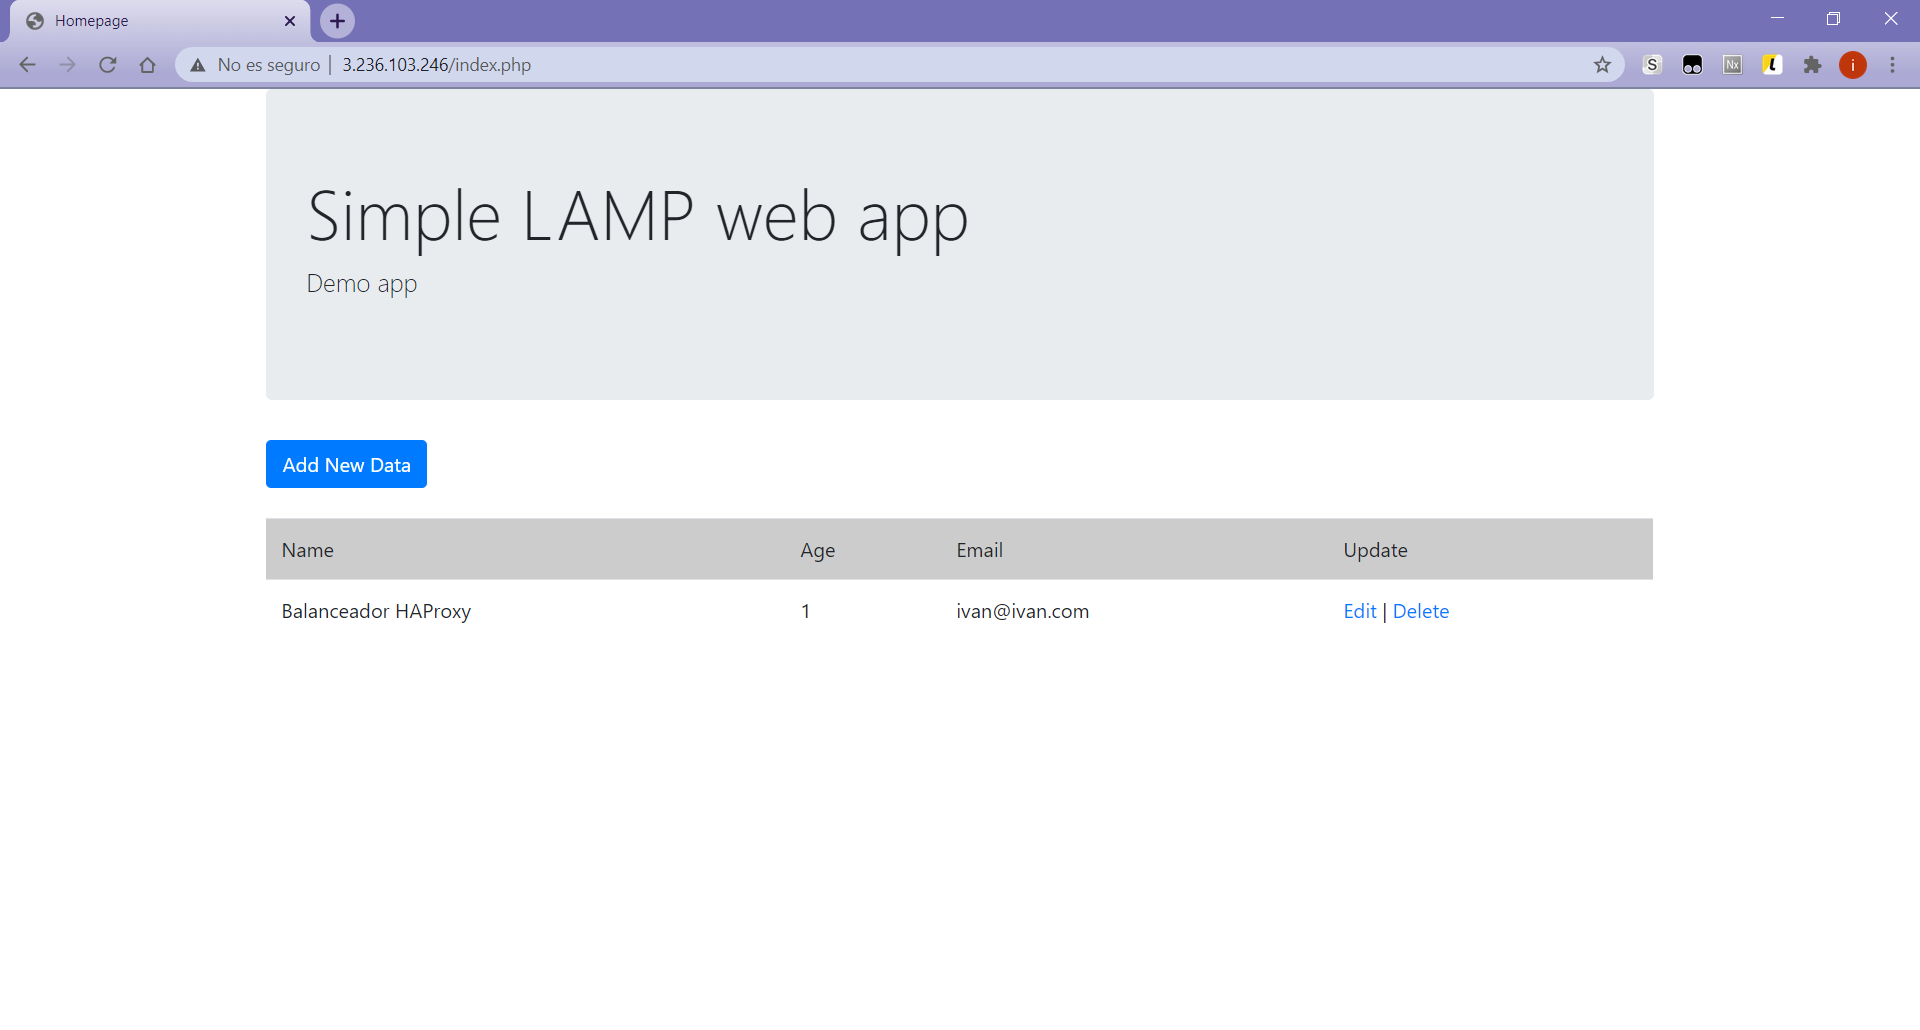 Homepage
No es seguro | 3.236.103.246/index.php
S Nx t i
Simple LAMP web app
Demo app
Add New Data
Name Age Email Update
Balanceador HAProxy 1 ivan@ivan.com Edit | Delete